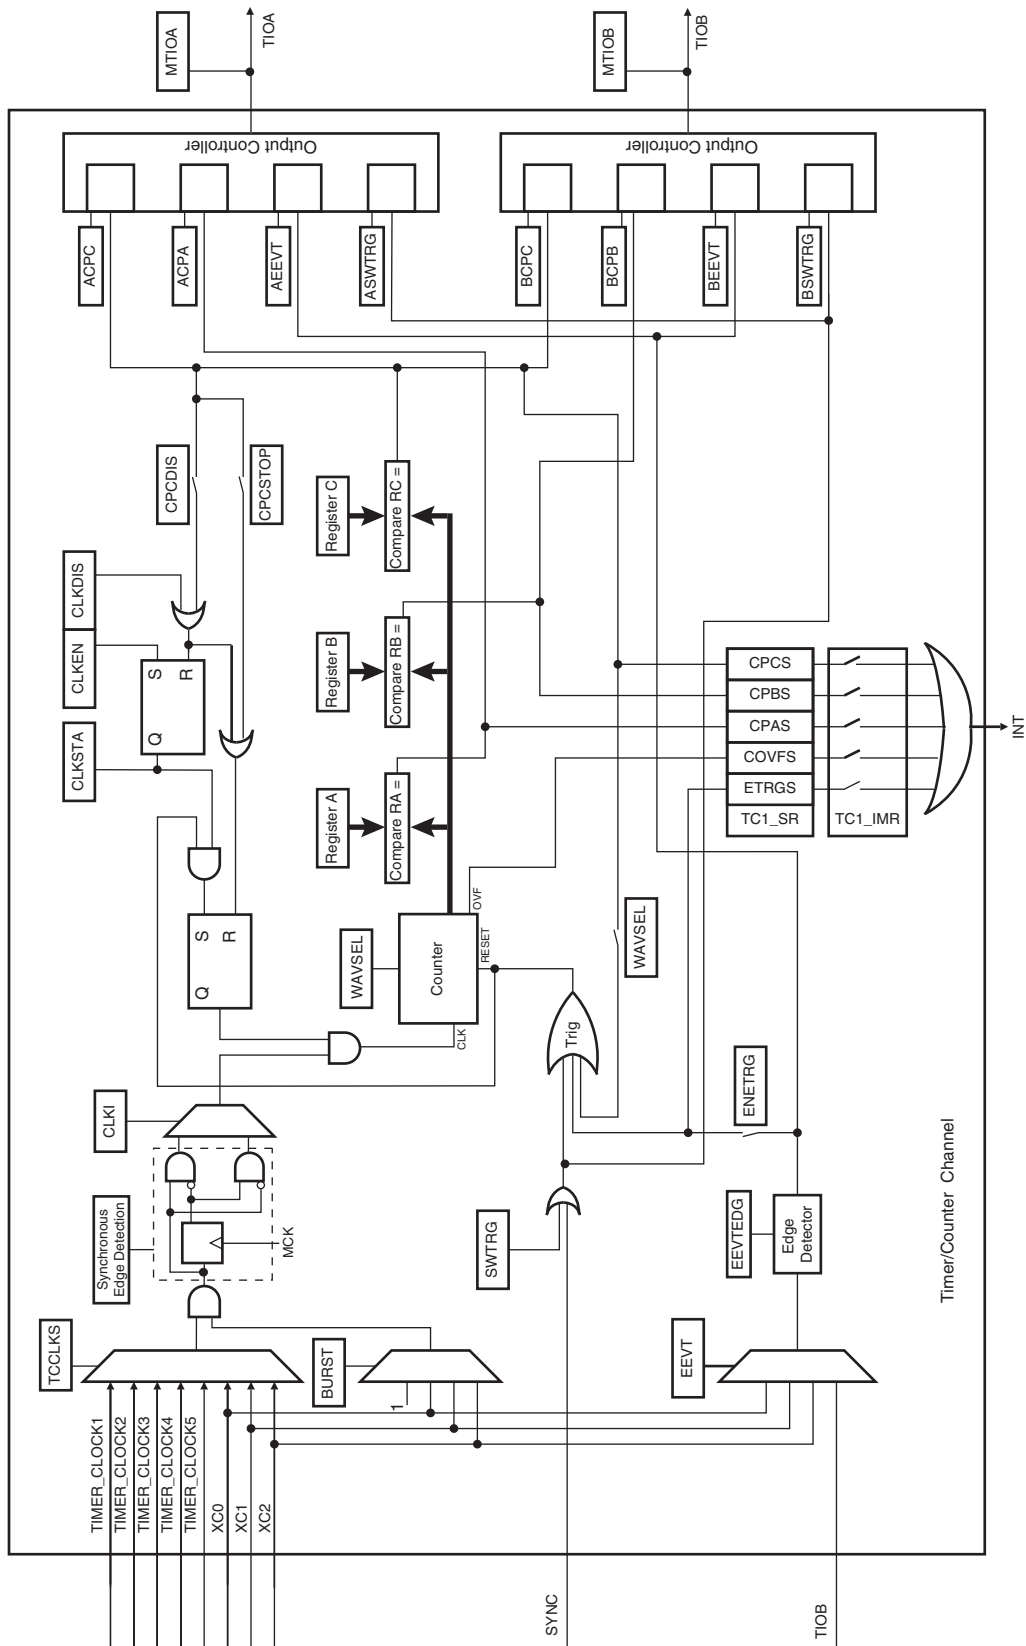 TCCLKS
TIMER_CLOCK1
TIMER_CLOCK2
TIMER_CLOCK3
TIMER_CLOCK4
TIMER_CLOCK5
XC0
XC1
XC2
Synchronous
Edge Detection
CLKI
MCK
BURST
1
CLKSTA
CLKEN
CLKDIS
Q
S
R
Q
S
R
CPCDIS
CPCSTOP
ACPC
ACPA
AEEVT
ASWTRG
Output Controller
MTIOA
TIOA
Register A
Register B
Register C
Compare RA =
Compare RB =
Compare RC =
WAVSEL
Counter
CLK
RESET
OVF
SWTRG
SYNC
Trig
WAVSEL
BCPC
BCPB
BEEVT
BSWTRG
Output Controller
MTIOB
TIOB
EEVT
TIOB
EEVTEDG
Edge
Detector
ENETRG
CPCS
CPBS
CPAS
COVFS
ETRGS
TC1_SR
TC1_IMR
INT
Timer/Counter Channel